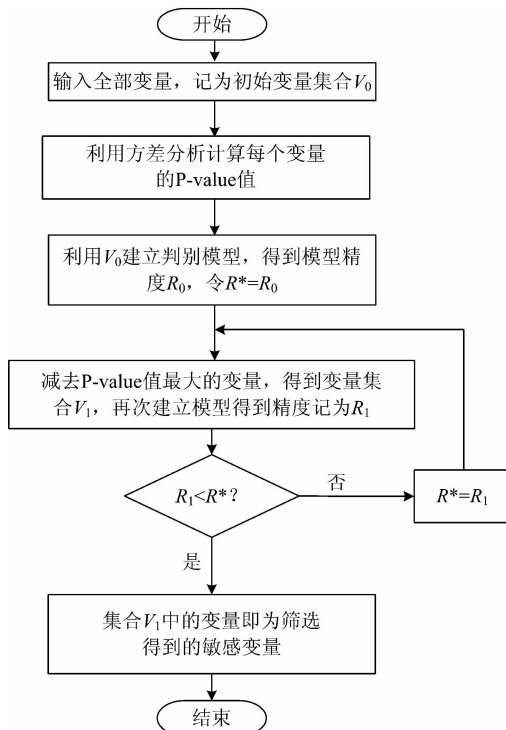 开始
输入全部变量，记为初始变量集合V₀
利用方差分析计算每个变量
的P-value值
利用V₀建立判别模型，得到模型精
度R₀，令R*=R₀
减去P-value值最大的变量，得到变量集
合V₁，再次建立模型得到精度记为R₁
R₁<R*？
否
R*=R₁
是
集合V₁中的变量即为筛选
得到的敏感变量
结束